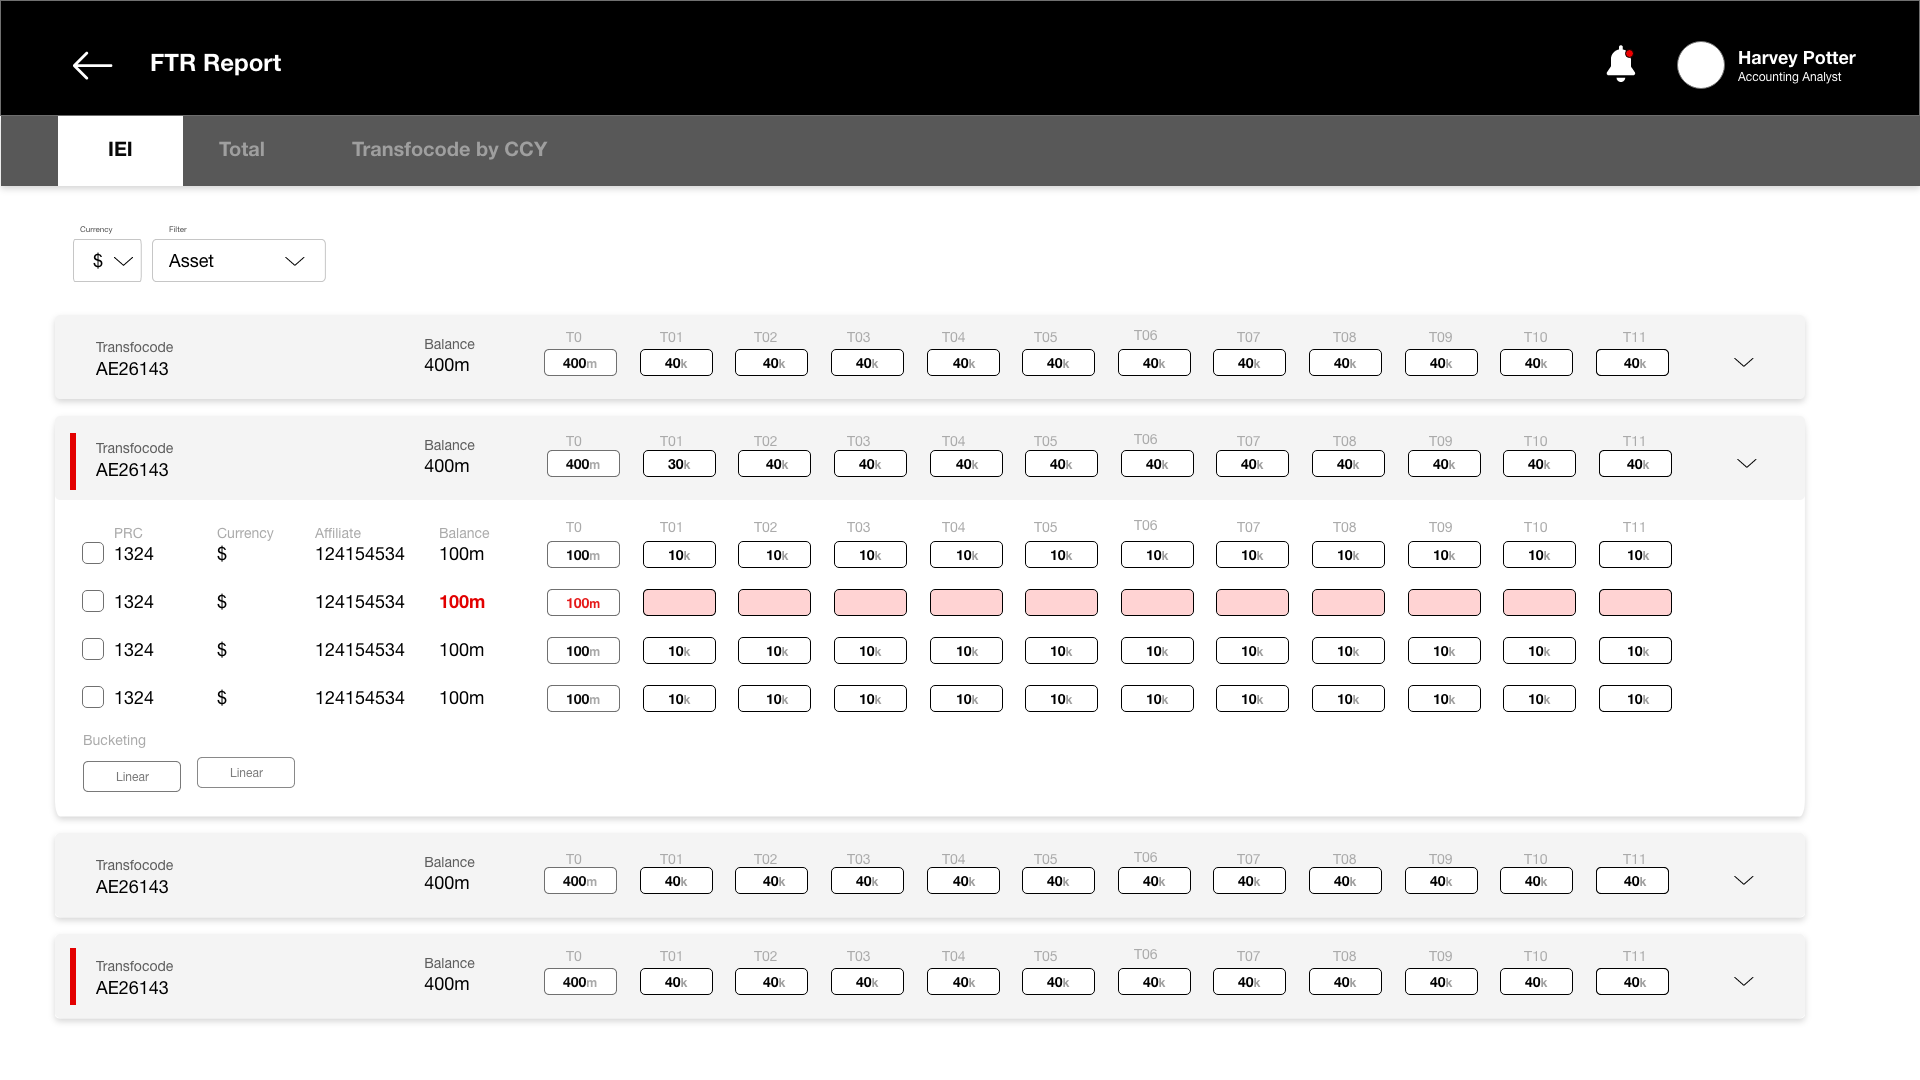 FTR Report
Harvey Potter
Accounting Analyst
IEI Total Transfocode by CCY
Currency Filter
$ Asset
Transfocode Balance T0 T01 T02 T03 T04 T05 T06 T07 T08 T09 T10 T11
AE26143 400m 400m 40k 40k 40k 40k 40k 40k 40k 40k 40k 40k 40k
Transfocode Balance T0 T01 T02 T03 T04 T05 T06 T07 T08 T09 T10 T11
AE26143 400m 400m 30k 40k 40k 40k 40k 40k 40k 40k 40k 40k 40k
PRC Currency Affiliate Balance T0 T01 T02 T03 T04 T05 T06 T07 T08 T09 T10 T11
1324 $ 124154534 100m 100m 10k 10k 10k 10k 10k 10k 10k 10k 10k 10k 10k
1324 $ 124154534 100m 100m
1324 $ 124154534 100m 100m 10k 10k 10k 10k 10k 10k 10k 10k 10k 10k 10k
1324 $ 124154534 100m 100m 10k 10k 10k 10k 10k 10k 10k 10k 10k 10k 10k
Bucketing
Linear Linear
Transfocode Balance T0 T01 T02 T03 T04 T05 T06 T07 T08 T09 T10 T11
AE26143 400m 400m 40k 40k 40k 40k 40k 40k 40k 40k 40k 40k 40k
Transfocode Balance T0 T01 T02 T03 T04 T05 T06 T07 T08 T09 T10 T11
AE26143 400m 400m 40k 40k 40k 40k 40k 40k 40k 40k 40k 40k 40k